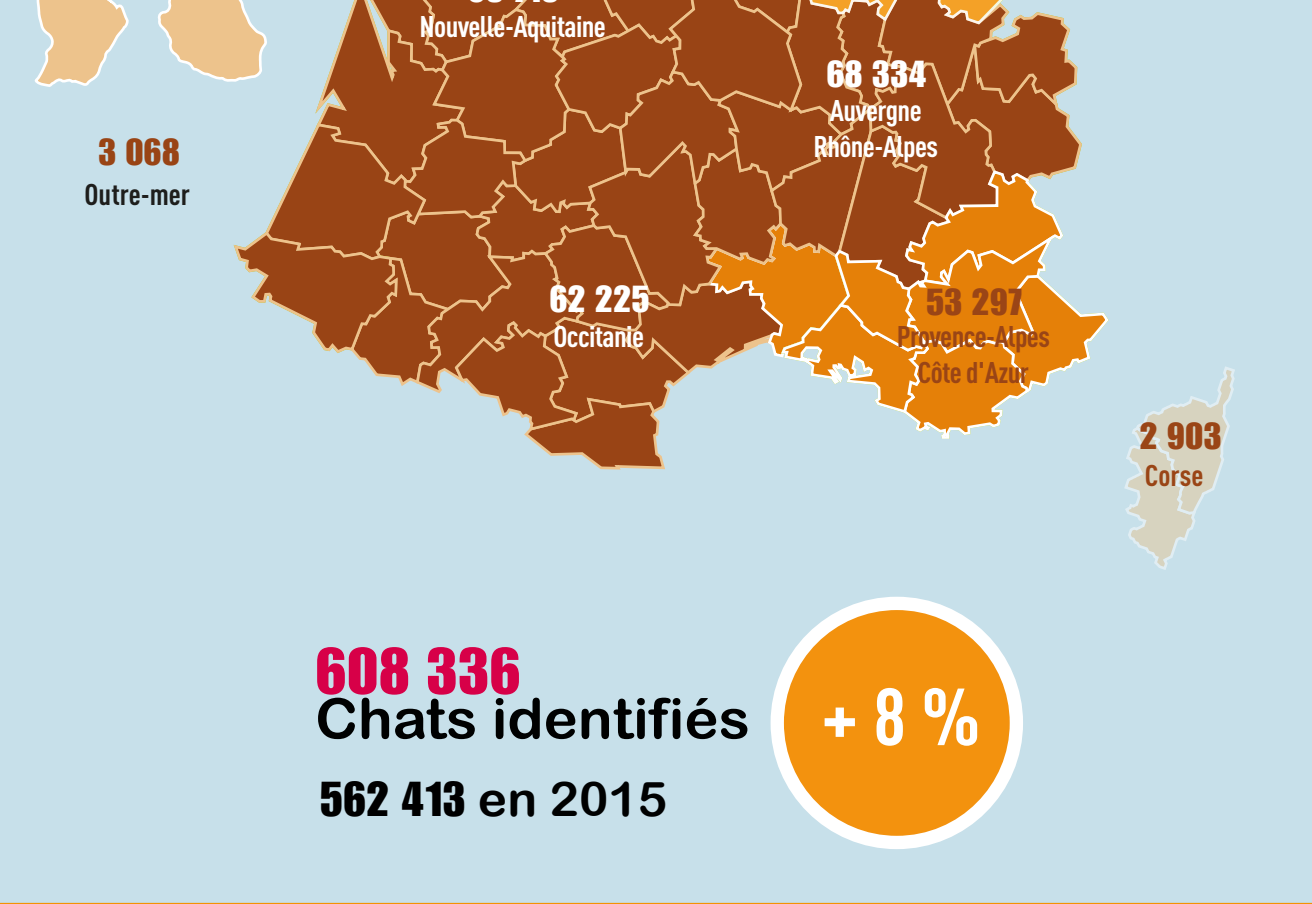 Nouvelle-Aquitaine
68 334
Auvergne
Rhône-Alpes
3 068
Outre-mer
62 225
Occitanie
53 297
Provence-Alpes
Côte d'Azur
2 903
Corse
608 336
Chats identifiés
562 413 en 2015
+ 8 %